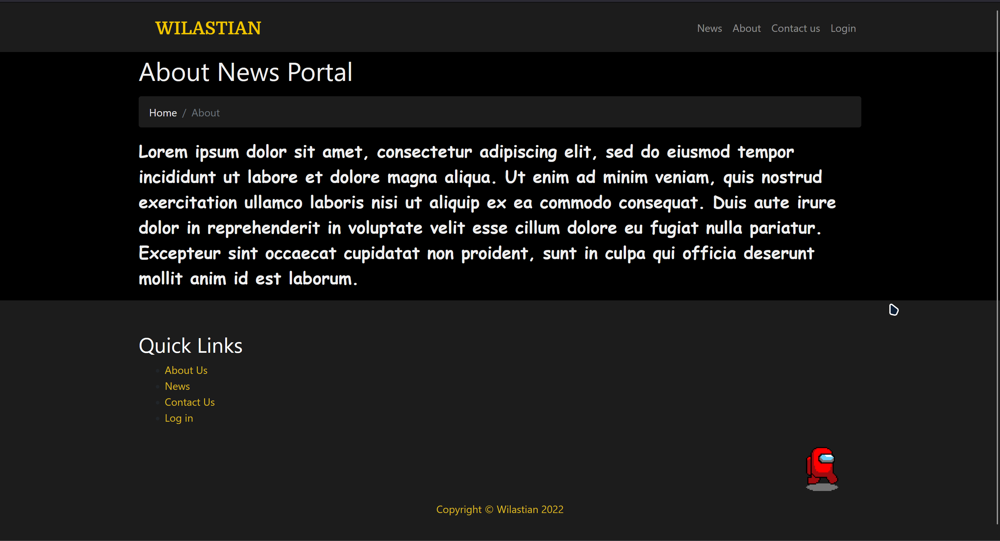 WILASTIAN
News About Contact us Login
About News Portal
Home / About
Lorem ipsum dolor sit amet, consectetur adipiscing elit, sed do eiusmod tempor
incididunt ut labore et dolore magna aliqua. Ut enim ad minim veniam, quis nostrud
exercitation ullamco laboris nisi ut aliquip ex ea commodo consequat. Duis aute irure
dolor in reprehenderit in voluptate velit esse cillum dolore eu fugiat nulla pariatur.
Excepteur sint occaecat cupidatat non proident, sunt in culpa qui officia deserunt
mollit anim id est laborum.
Quick Links
About Us
News
Contact Us
Log in
Copyright © Wilastian 2022